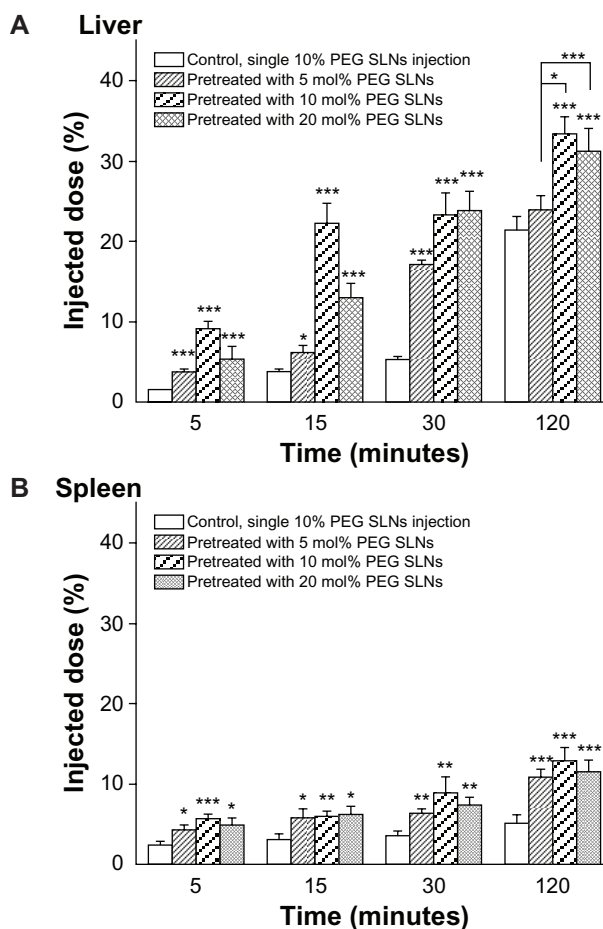 A Liver
Control, single 10% PEG SLNs injection
Pretreated with 5 mol% PEG SLNs
Pretreated with 10 mol% PEG SLNs
Pretreated with 20 mol% PEG SLNs
Injected dose (%)
40
30
20
10
0
*** *** ***
* *** ***
*** *** ***
***
*
*** ***
5 15 30 120
Time (minutes)
B Spleen
Control, single 10% PEG SLNs injection
Pretreated with 5 mol% PEG SLNs
Pretreated with 10 mol% PEG SLNs
Pretreated with 20 mol% PEG SLNs
Injected dose (%)
40
30
20
10
0
* *** *
* ** *
** ** **
*** *** ***
5 15 30 120
Time (minutes)